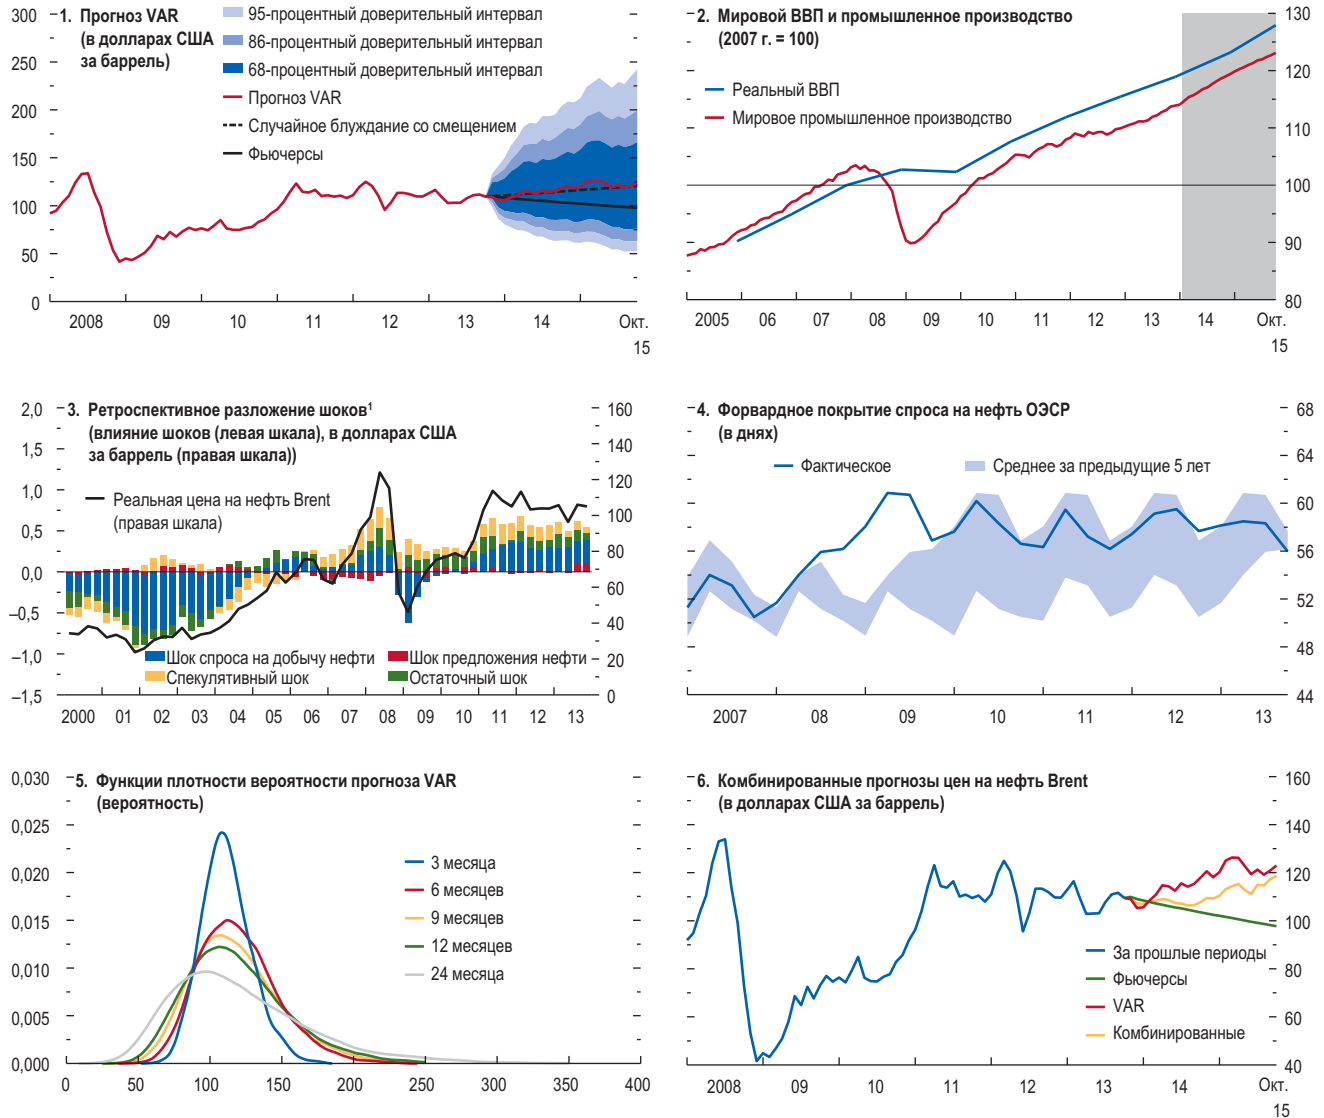 1. Прогноз VAR
(в долларах США
за баррель)
95-процентный доверительный интервал
86-процентный доверительный интервал
68-процентный доверительный интервал
Прогноз VAR
Случайное блуждание со смещением
Фьючерсы
300
250
200
150
100
50
0
2008 09 10 11 12 13 14 Окт.
15
2. Мировой ВВП и промышленное производство
(2007 г. = 100)
Реальный ВВП
Мировое промышленное производство
130
120
110
100
90
80
2005 06 07 08 09 10 11 12 13 14 Окт.
15
3. Ретроспективное разложение шоков¹
(влияние шоков (левая шкала), в долларах США
за баррель (правая шкала))
Реальная цена на нефть Brent
(правая шкала)
2,0
1,5
1,0
0,5
0,0
–0,5
–1,0
–1,5
160
140
120
100
80
60
40
20
0
Шок спроса на добычу нефти
Шок предложения нефти
Спекулятивный шок
Остаточный шок
2000 01 02 03 04 05 06 07 08 09 10 11 12 13
4. Форвардное покрытие спроса на нефть ОЭСР
(в днях)
Фактическое
Среднее за предыдущие 5 лет
68
64
60
56
52
48
44
2007 08 09 10 11 12 13
5. Функции плотности вероятности прогноза VAR
(вероятность)
3 месяца
6 месяцев
9 месяцев
12 месяцев
24 месяца
0,030
0,025
0,020
0,015
0,010
0,005
0,000
0 50 100 150 200 250 300 350 400
6. Комбинированные прогнозы цен на нефть Brent
(в долларах США за баррель)
160
140
120
100
80
60
40
За прошлые периоды
Фьючерсы
VAR
Комбинированные
2008 09 10 11 12 13 14 Окт.
15